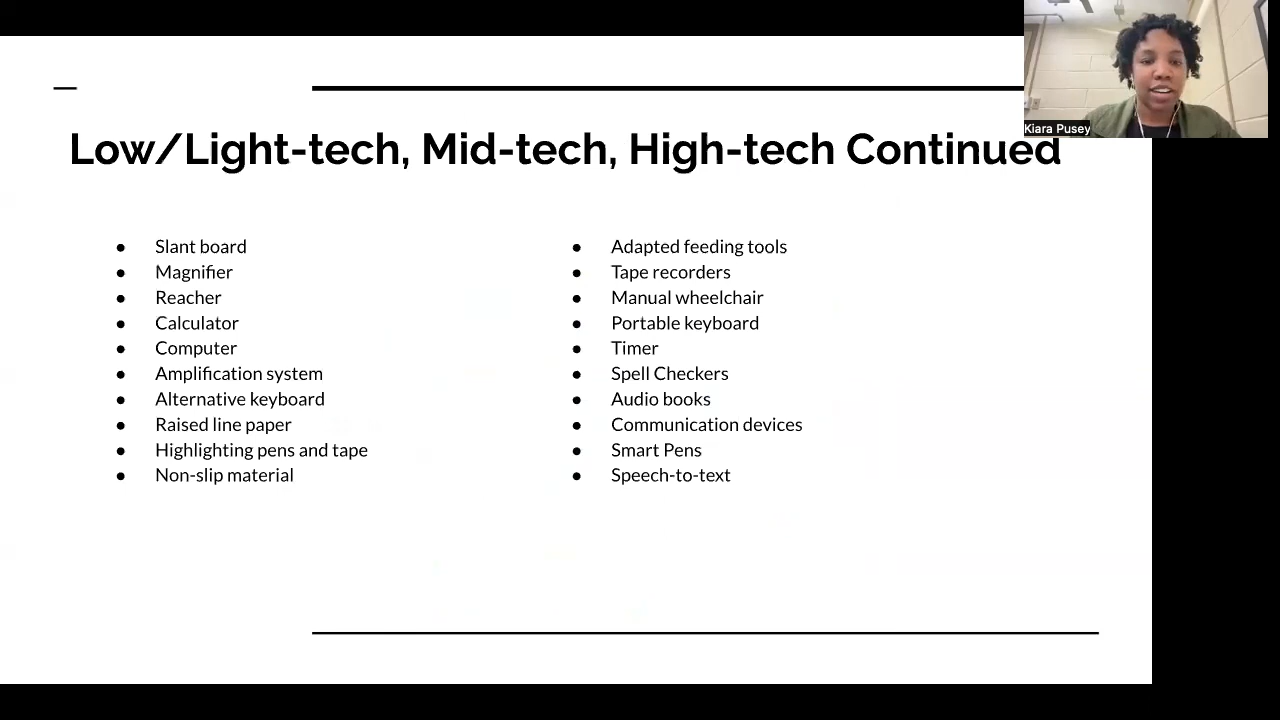 Kiara Pusey
Low/Light-tech, Mid-tech, High-tech Continued
● Slant board
● Magnifier
● Reacher
● Calculator
● Computer
● Amplification system
● Alternative keyboard
● Raised line paper
● Highlighting pens and tape
● Non-slip material
● Adapted feeding tools
● Tape recorders
● Manual wheelchair
● Portable keyboard
● Timer
● Spell Checkers
● Audio books
● Communication devices
● Smart Pens
● Speech-to-text